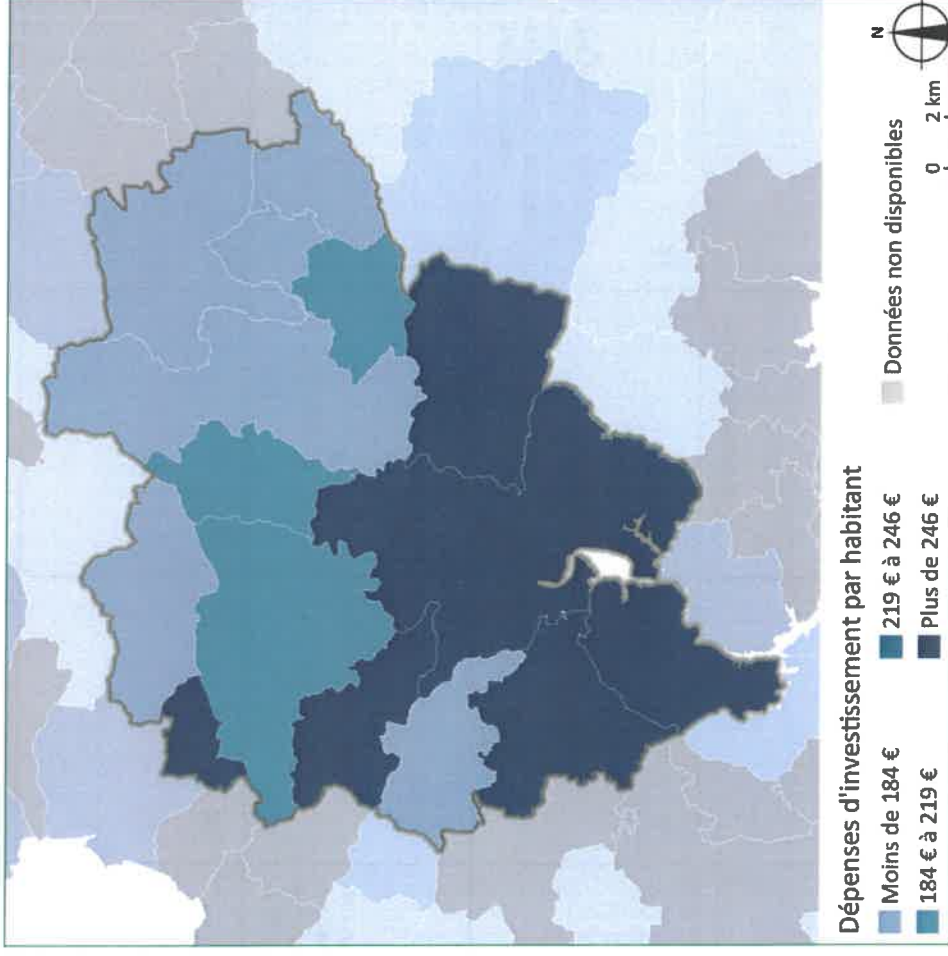 Dépenses d'investissement par habitant
Moins de 184 €
219 € à 246 €
Données non disponibles
184 € à 219 €
Plus de 246 €
N
0 2 km